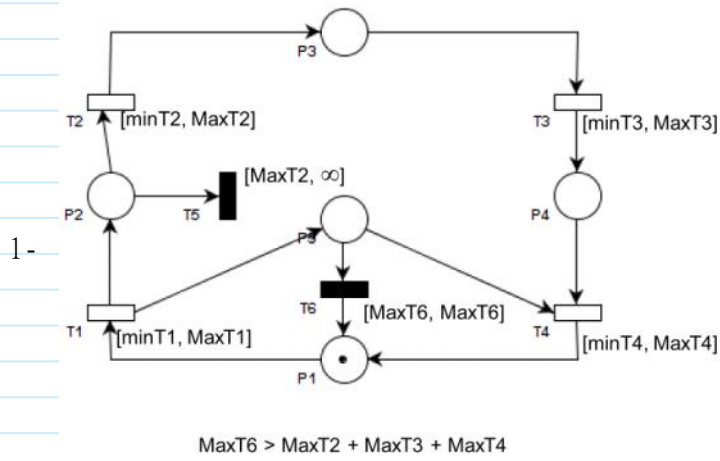 P3
T2
[minT2, MaxT2]
T3
[minT3, MaxT3]
[MaxT2, ∞]
P2
T5
P5
P4
1-
T6
[MaxT6, MaxT6]
T1
[minT1, MaxT1]
T4
[minT4, MaxT4]
P1
MaxT6 > MaxT2 + MaxT3 + MaxT4